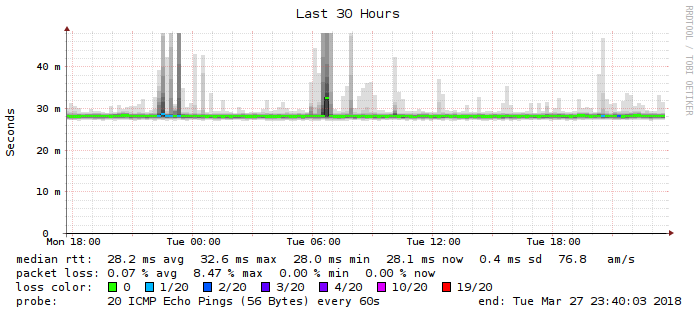 Last 30 Hours
RRDTOOL / TOBI OETIKER
Seconds
40 m
30 m
20 m
10 m
0
Mon 18:00 Tue 00:00 Tue 06:00 Tue 12:00 Tue 18:00
median rtt: 28.2 ms avg 32.6 ms max 28.0 ms min 28.1 ms now 0.4 ms sd 76.8 am/s
packet loss: 0.07 % avg 8.47 % max 0.00 % min 0.00 % now
loss color: 0 1/20 2/20 3/20 4/20 10/20 19/20
probe: 20 ICMP Echo Pings (56 Bytes) every 60s end: Tue Mar 27 23:40:03 2018